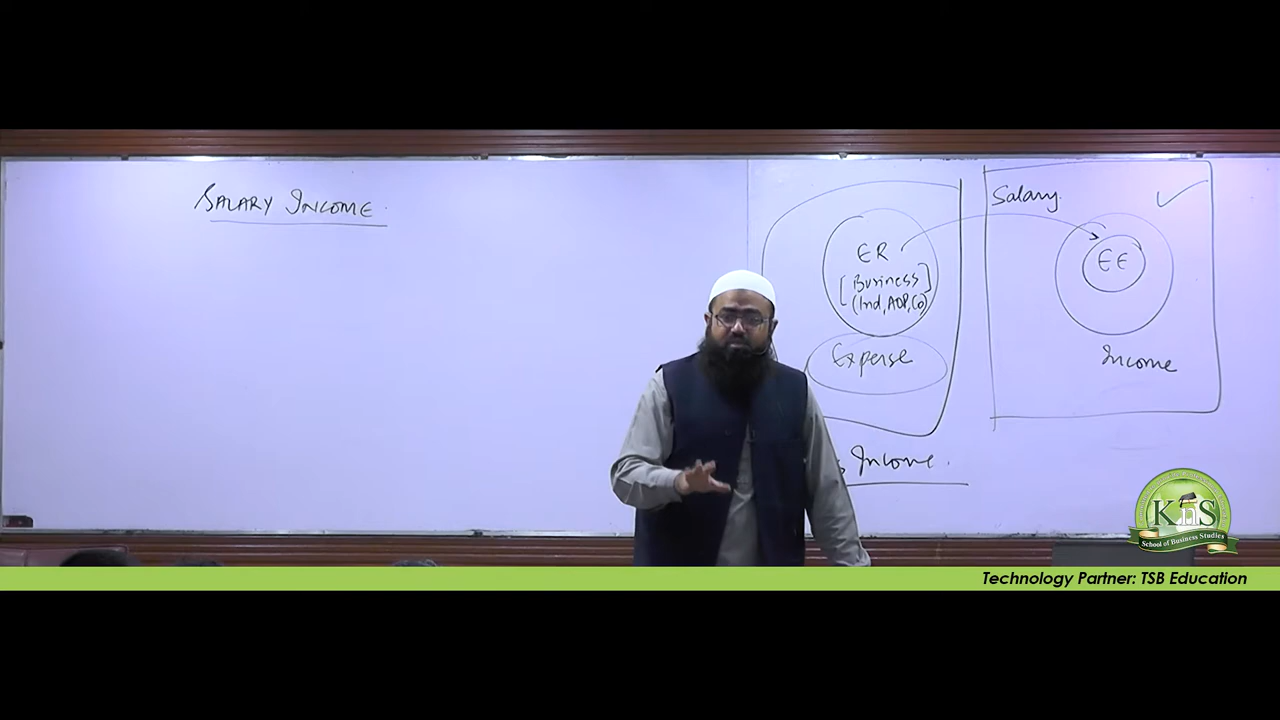 SALARY INCOME
ER
[Business]
(Ind, AOP, Co)
Expense
Income
Salary
EE
Income
KnS
School of Business Studies
Technology Partner: TSB Education